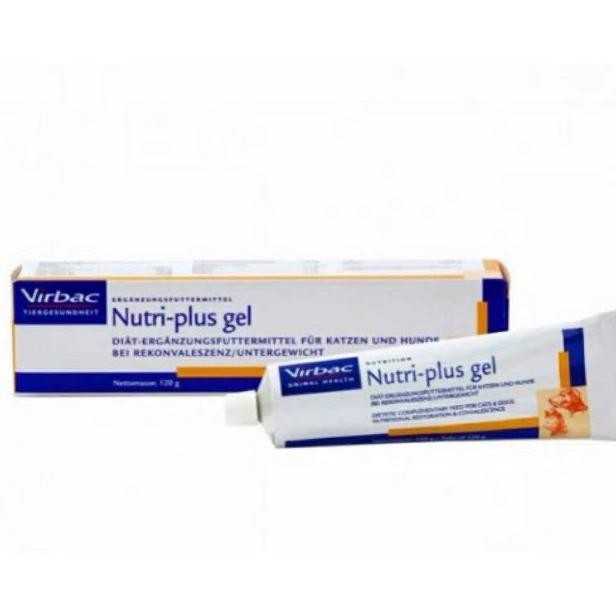 Virbac
TIERGESUNDHEIT
ERGÄNZUNGSFUTTERMITTEL
Nutri-plus gel
DIÄT-ERGÄNZUNGSFUTTERMITTEL FÜR KATZEN UND HUNDE
BEI REKONVALESZENZ/UNTERGEWICHT
Nettomasse: 120 g
Virbac
ANIMAL HEALTH
NUTRITION
Nutri-plus gel
DIÄT-ERGÄNZUNGSFUTTERMITTEL FÜR KATZEN UND HUNDE
BEI REKONVALESZENZ/UNTERGEWICHT
DIETETIC COMPLEMENTARY FEED FOR CATS & DOGS
NUTRITIONAL RESTORATION & CONVALESCENCE